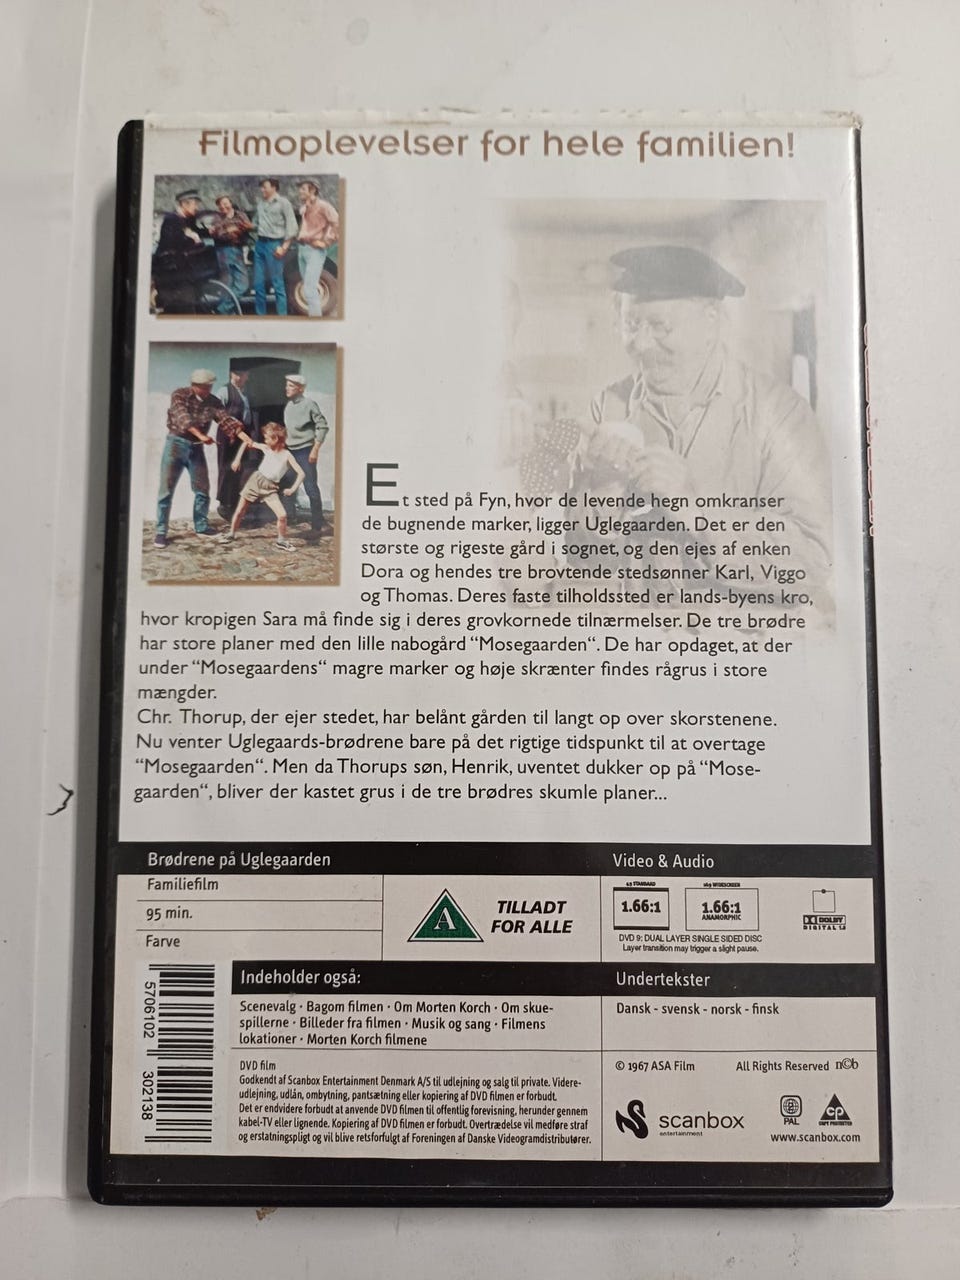 Filmoplevelser for hele familien!
Et sted på Fyn, hvor de levende hegn omkranser
de bugnende marker, ligger Uglegaarden. Det er den
største og rigeste gård i sognet, og den ejes af enken
Dora og hendes tre brovtende stedsønner Karl, Viggo
og Thomas. Deres faste tilholdssted er lands-byens kro,
hvor kropigen Sara må finde sig i deres grovkornede tilnærmelser. De tre brødre
har store planer med den lille nabogård "Mosegaarden". De har opdaget, at der
under "Mosegaardens" magre marker og høje skrænter findes rågrus i store
mængder.
Chr. Thorup, der ejer stedet, har belånt gården til langt op over skorstenene.
Nu venter Uglegaards-brødrene bare på det rigtige tidspunkt til at overtage
"Mosegaarden". Men da Thorups søn, Henrik, uventet dukker op på "Mose-
gaarden", bliver der kastet grus i de tre brødres skumle planer...
Brødrene på Uglegaarden
Familiefilm
95 min.
Farve
A
TILLADT
FOR ALLE
Video & Audio
4:3 STANDARD
1.66:1
16:9 WIDESCREEN
1.66:1
ANAMORPHIC
DVD 9: DUAL LAYER SINGLE SIDED DISC
Layer transition may trigger a slight pause.
DOLBY
DIGITAL
5706102 302138
Indeholder også:
Scenevalg · Bagom filmen · Om Morten Korch · Om skue-
spillerne · Billeder fra filmen · Musik og sang · Filmens
lokationer · Morten Korch filmene
Undertekster
Dansk - svensk - norsk - finsk
DVD film
Godkendt af Scanbox Entertainment Denmark A/S til udlejning og salg til private. Videre-
udlejning, udlån, ombytning, pantsætning eller kopiering af DVD filmen er forbudt.
Det er endvidere forbudt at anvende DVD filmen til offentlig forevisning, herunder gennem
kabel-TV eller lignende. Kopiering af DVD filmen er forbudt. Overtrædelse vil medføre straf
og erstatningspligt og vil blive retsforfulgt af Foreningen af Danske Videogramdistributører.
© 1967 ASA Film
All Rights Reserved n©b
scanbox
entertainment
PAL
CP
COPY PROTECTED
www.scanbox.com